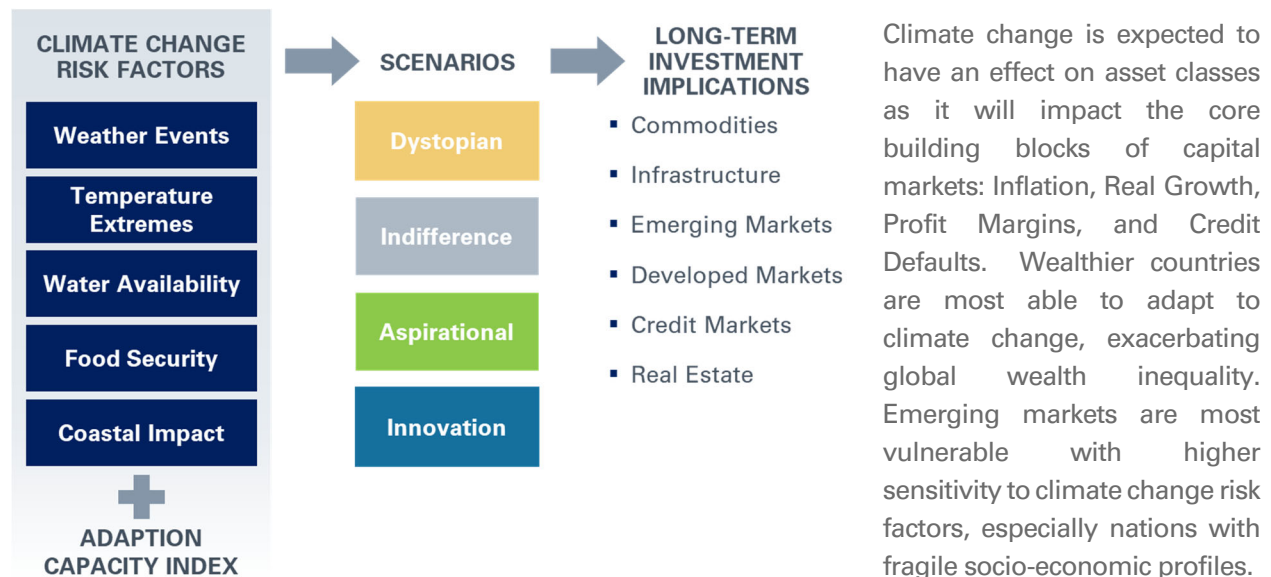 CLIMATE CHANGE
RISK FACTORS
Weather Events
Temperature
Extremes
Water Availability
Food Security
Coastal Impact
ADAPTION
CAPACITY INDEX
SCENARIOS
Dystopian
Indifference
Aspirational
Innovation
LONG-TERM
INVESTMENT
IMPLICATIONS
▪ Commodities
▪ Infrastructure
▪ Emerging Markets
▪ Developed Markets
▪ Credit Markets
▪ Real Estate
Climate change is expected to
have an effect on asset classes
as it will impact the core
building blocks of capital
markets: Inflation, Real Growth,
Profit Margins, and Credit
Defaults. Wealthier countries
are most able to adapt to
climate change, exacerbating
global wealth inequality.
Emerging markets are most
vulnerable with higher
sensitivity to climate change risk
factors, especially nations with
fragile socio-economic profiles.